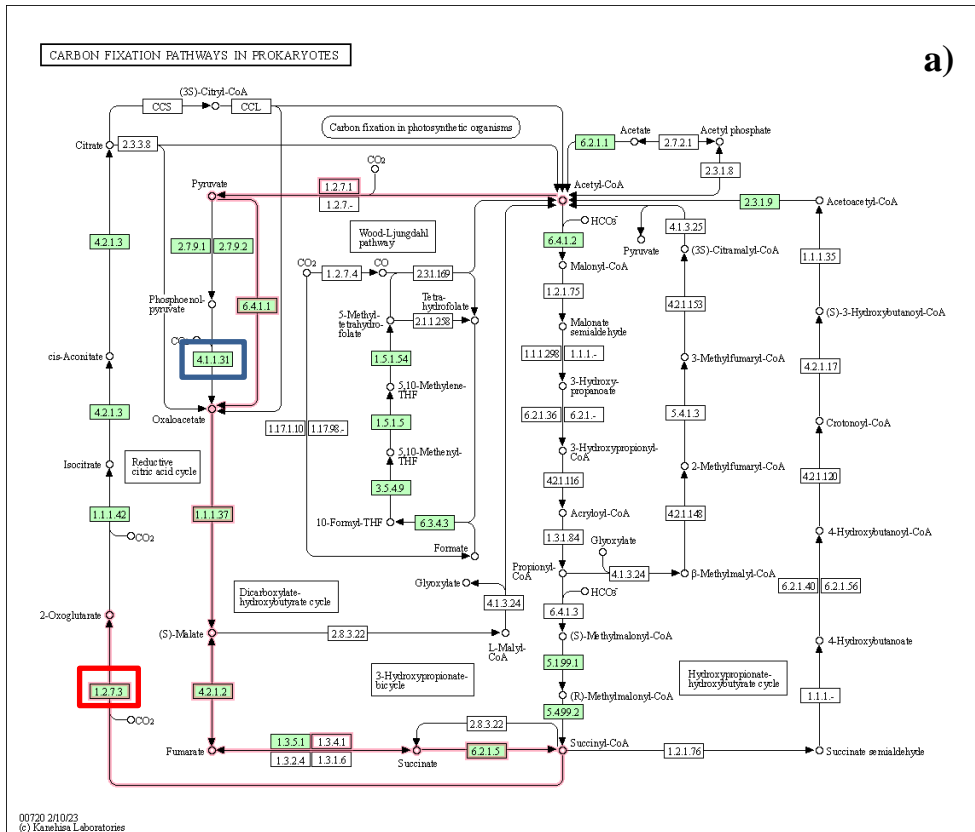 CARBON FIXATION PATHWAYS IN PROKARYOTES
a)
(3S)-Citryl-CoA
CCS
CCL
Carbon fixation in photosynthetic organisms
Citrate
2.3.3.8
6.2.1.1
Acetate
2.7.2.1
Acetyl phosphate
2.3.1.8
CO2
Pyruvate
1.2.7.1
1.2.7.-
Acetyl-CoA
2.3.1.9
Acetoacetyl-CoA
4.2.1.3
2.7.9.1
2.7.9.2
Wood-Ljungdahl
pathway
HCO3-
6.4.1.2
Pyruvate
4.1.3.25
(3S)-Citramalyl-CoA
1.1.1.35
CO2
1.2.7.4
CO
2.3.1.169
Malonyl-CoA
1.2.1.75
Phosphoenol-
pyruvate
6.4.1.1
5-Methyl-
tetrahydro-
folate
2.1.1.258
Tetra-
hydrofolate
4.2.1.153
(S)-3-Hydroxybutanoyl-CoA
Malonate
semialdehyde
CO2
4.1.1.31
cis-Aconitate
1.5.1.54
1.1.1.298
1.1.1.-
3-Methylfumaryl-CoA
4.2.1.17
5,10-Methylene-
THF
3-Hydroxy-
propanoate
4.2.1.3
Oxaloacetate
1.17.1.10
1.17.98.-
1.5.1.5
6.2.1.36
6.2.1.-
5.4.1.3
Crotonoyl-CoA
5,10-Methenyl-
THF
3-Hydroxypropionyl-
CoA
Isocitrate
Reductive
citric acid cycle
3.5.4.9
4.2.1.116
2-Methylfumaryl-CoA
4.2.1.120
1.1.1.42
1.1.1.37
10-Formyl-THF
6.3.4.3
Acryloyl-CoA
4.2.1.148
CO2
1.3.1.84
4-Hydroxybutanoyl-CoA
Formate
Glyoxylate
Propionyl-
CoA
4.1.3.24
β-Methylmalyl-CoA
Glyoxylate
4.1.3.24
HCO3-
6.2.1.40
6.2.1.56
Dicarboxylate-
hydroxybutyrate cycle
2-Oxoglutarate
6.4.1.3
(S)-Malate
2.8.3.22
L-Malyl-
CoA
(S)-Methylmalonyl-CoA
4-Hydroxybutanoate
5.1.99.1
1.2.7.3
4.2.1.2
3-Hydroxypropionate-
bicycle
Hydroxypropionate-
hydroxybutyrate cycle
(R)-Methylmalonyl-CoA
1.1.1.-
CO2
5.4.99.2
2.8.3.22
Fumarate
1.3.5.1
1.3.4.1
1.3.2.4
1.3.1.6
Succinate
6.2.1.5
Succinyl-CoA
1.2.1.76
Succinate semialdehyde
00720 2/10/23
(c) Kanehisa Laboratories